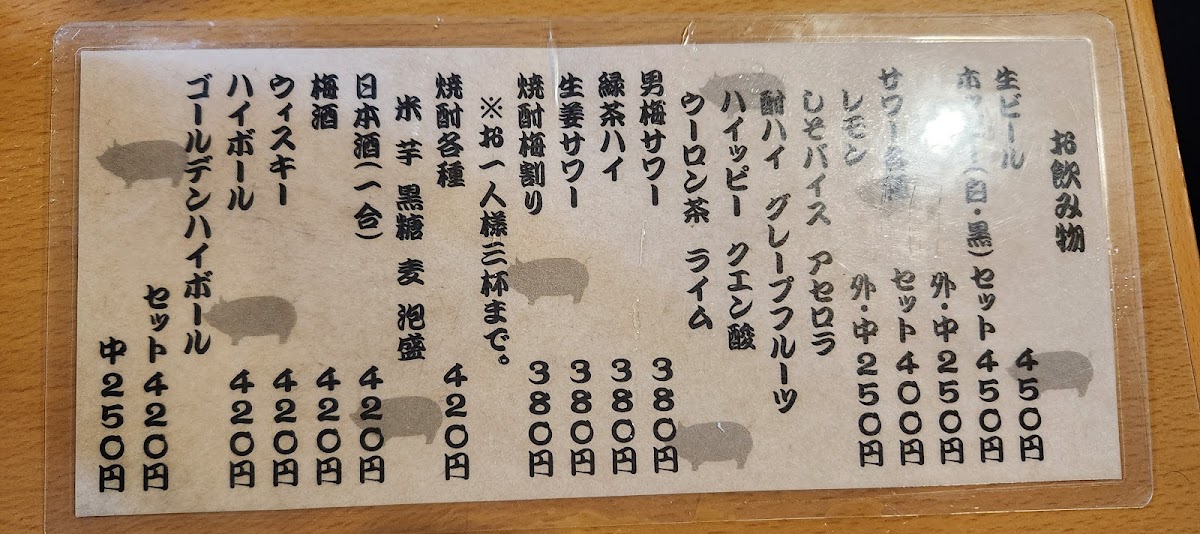 お飲み物
生ビール 450円
ホッピー(白・黒)セット 450円
外・中 250円
サワー各種 セット 400円
外・中 250円
レモン
しそバイス アセロラ
酎ハイ グレープフルーツ
ハイッピー クエン酸
ウーロン茶 ライム
男梅サワー 380円
緑茶ハイ 380円
生姜サワー 380円
焼酎梅割り 380円
※お一人様三杯まで。
焼酎各種 420円
米 芋 黒糖 麦 泡盛
日本酒(一合) 420円
梅酒 420円
ウィスキー 420円
ハイボール 420円
ゴールデンハイボール
セット 420円
中 250円